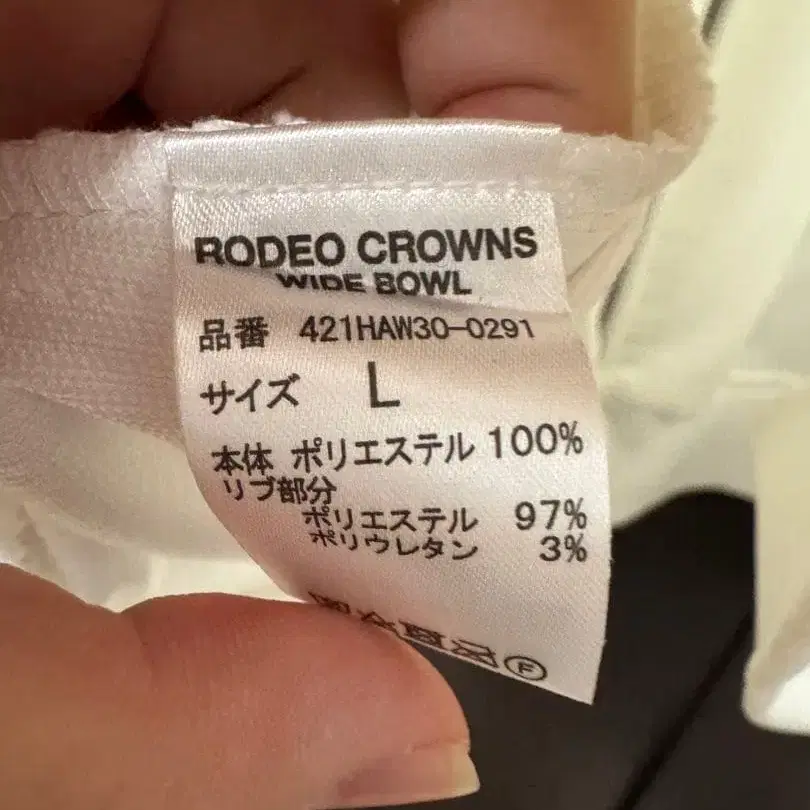 RODEO CROWNS
WIDE BOWL
品番 421HAW30-0291
サイズ L
本体 ポリエステル 100%
リブ部分
ポリエステル 97%
ポリウレタン 3%
F